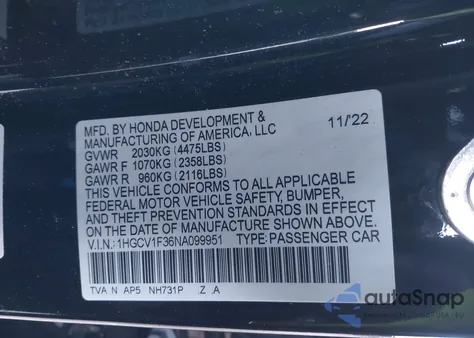 MFD. BY HONDA DEVELOPMENT &
MANUFACTURING OF AMERICA, LLC 11/'22
GVWR 2030KG (4475LBS)
GAWR F 1070KG (2358LBS)
GAWR R 960KG (2116LBS)
THIS VEHICLE CONFORMS TO ALL APPLICABLE
FEDERAL MOTOR VEHICLE SAFETY, BUMPER,
AND THEFT PREVENTION STANDARDS IN EFFECT
ON THE DATE OF MANUFACTURE SHOWN ABOVE.
V.I.N.: 1HGCV1F36NA099951 TYPE: PASSENGER CAR
TVA N AP5 NH731P .Z .A
autoSnap